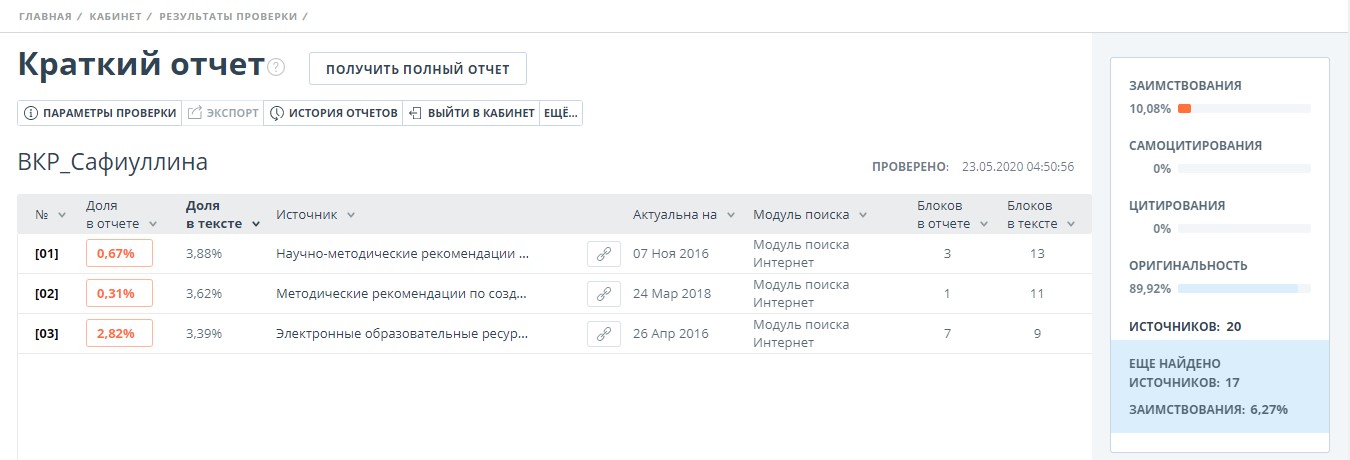 ГЛАВНАЯ / КАБИНЕТ / РЕЗУЛЬТАТЫ ПРОВЕРКИ /
Краткий отчет ?
ПОЛУЧИТЬ ПОЛНЫЙ ОТЧЕТ
ПАРАМЕТРЫ ПРОВЕРКИ ЭКСПОРТ ИСТОРИЯ ОТЧЕТОВ ВЫЙТИ В КАБИНЕТ ЕЩЁ...
ВКР_Сафиуллина
ПРОВЕРЕНО: 23.05.2020 04:50:56
№ Доля в отчете Доля в тексте Источник Актуальна на Модуль поиска Блоков в отчете Блоков в тексте
[01] 0,67% 3,88% Научно-методические рекомендации ... 07 Ноя 2016 Модуль поиска Интернет 3 13
[02] 0,31% 3,62% Методические рекомендации по созд... 24 Мар 2018 Модуль поиска Интернет 1 11
[03] 2,82% 3,39% Электронные образовательные ресур... 26 Апр 2016 Модуль поиска Интернет 7 9
ЗАИМСТВОВАНИЯ
10,08%
САМОЦИТИРОВАНИЯ
0%
ЦИТИРОВАНИЯ
0%
ОРИГИНАЛЬНОСТЬ
89,92%
ИСТОЧНИКОВ: 20
ЕЩЕ НАЙДЕНО
ИСТОЧНИКОВ: 17
ЗАИМСТВОВАНИЯ: 6,27%